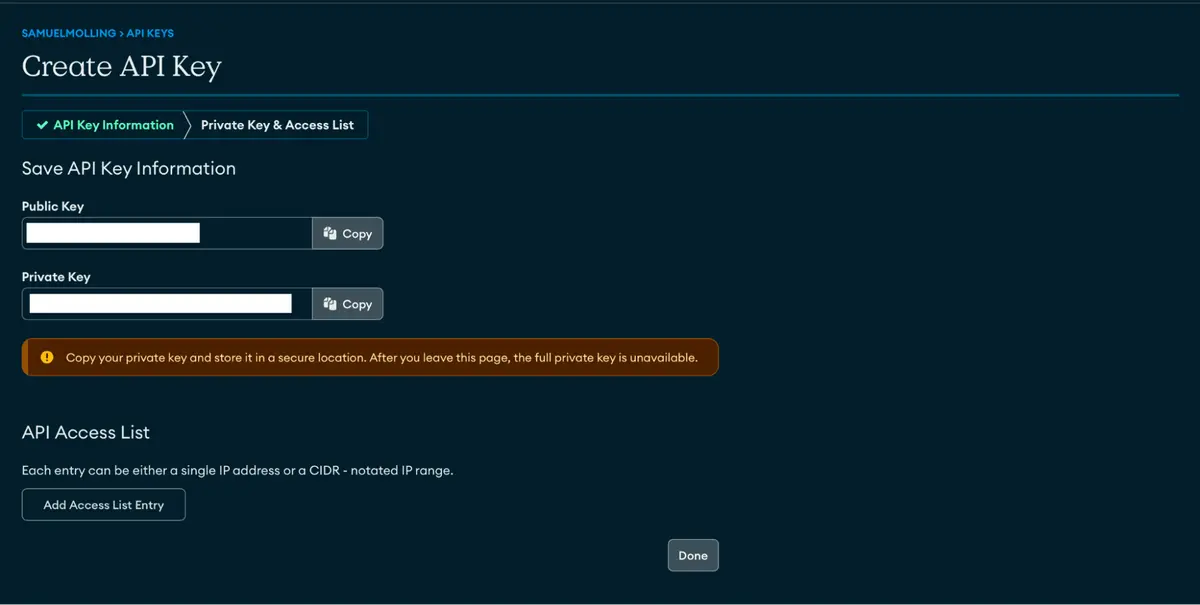 SAMUELMOLLING > API KEYS
Create API Key
API Key Information
Private Key & Access List
Save API Key Information
Public Key
Copy
Private Key
Copy
Copy your private key and store it in a secure location. After you leave this page, the full private key is unavailable.
API Access List
Each entry can be either a single IP address or a CIDR - notated IP range.
Add Access List Entry
Done